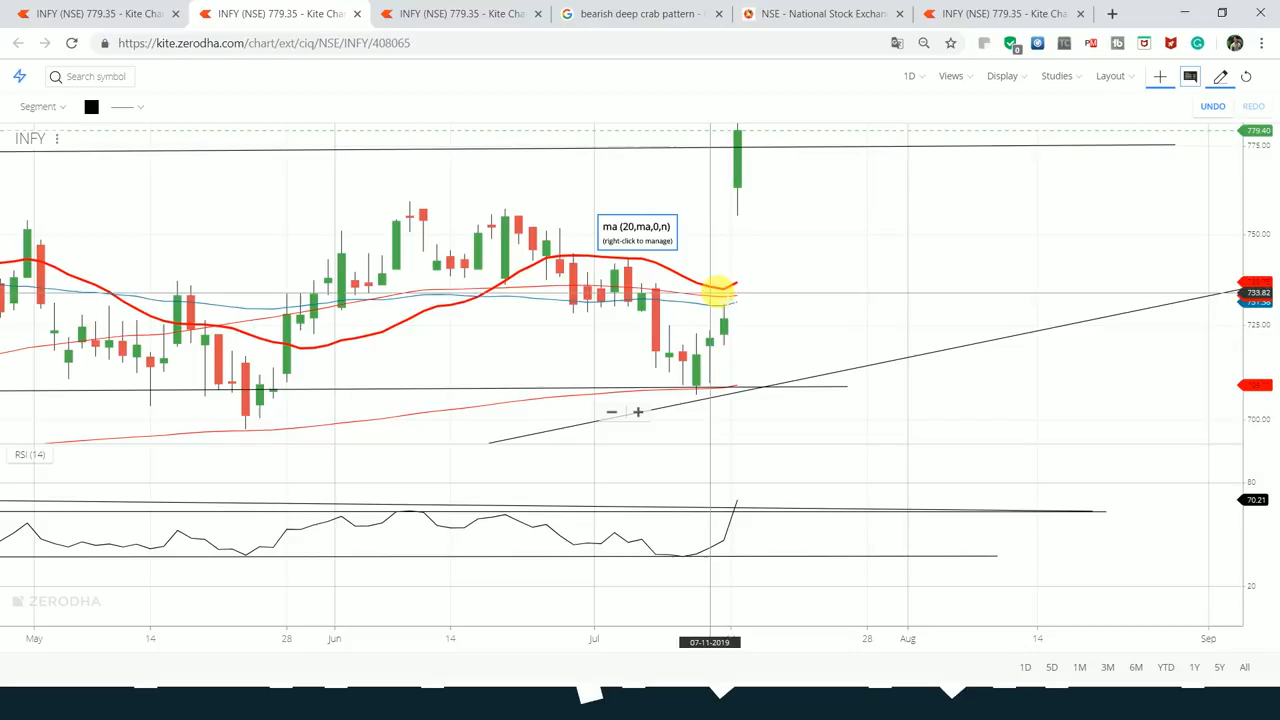 INFY (NSE) 779.35 - Kite Cha
INFY (NSE) 779.35 - Kite Char
INFY (NSE) 779.35 - Kite Cha
bearish deep crab pattern -
NSE - National Stock Exchan
INFY (NSE) 779.35 - Kite Cha
https://kite.zerodha.com/chart/ext/ciq/NSE/INFY/408065
Search symbol
1D Views Display Studies Layout
Segment
UNDO REDO
INFY
779.40
775.00
ma (20,ma,0,n)
(right-click to manage)
750.00
733.82
725.00
700.00
RSI (14)
80
70.21
20
ZERODHA
May 14 28 Jun 14 Jul 28 Aug 14 Sep
07-11-2019
1D 5D 1M 3M 6M YTD 1Y 5Y All